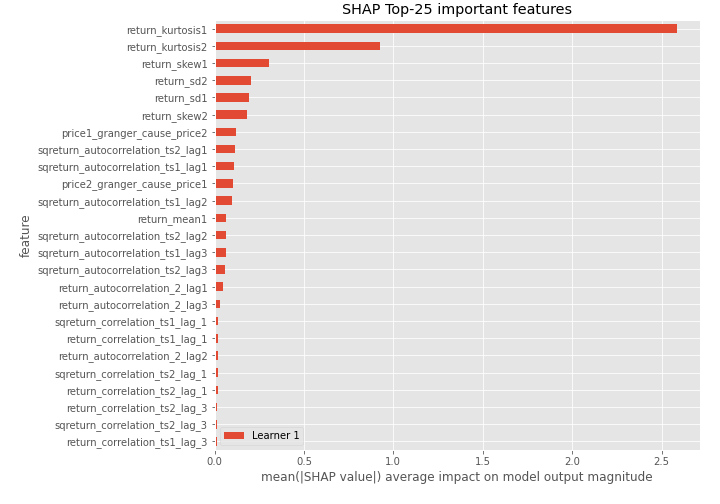 SHAP Top-25 important features
return_kurtosis1
return_kurtosis2
return_skew1
return_sd2
return_sd1
return_skew2
price1_granger_cause_price2
sqreturn_autocorrelation_ts2_lag1
sqreturn_autocorrelation_ts1_lag1
price2_granger_cause_price1
sqreturn_autocorrelation_ts1_lag2
return_mean1
sqreturn_autocorrelation_ts2_lag2
sqreturn_autocorrelation_ts1_lag3
sqreturn_autocorrelation_ts2_lag3
return_autocorrelation_2_lag1
return_autocorrelation_2_lag3
sqreturn_correlation_ts1_lag_1
return_correlation_ts1_lag_1
return_autocorrelation_2_lag2
sqreturn_correlation_ts2_lag_1
return_correlation_ts2_lag_1
return_correlation_ts2_lag_3
sqreturn_correlation_ts2_lag_3
return_correlation_ts1_lag_3
feature
Learner 1
0.0 0.5 1.0 1.5 2.0 2.5
mean(|SHAP value|) average impact on model output magnitude